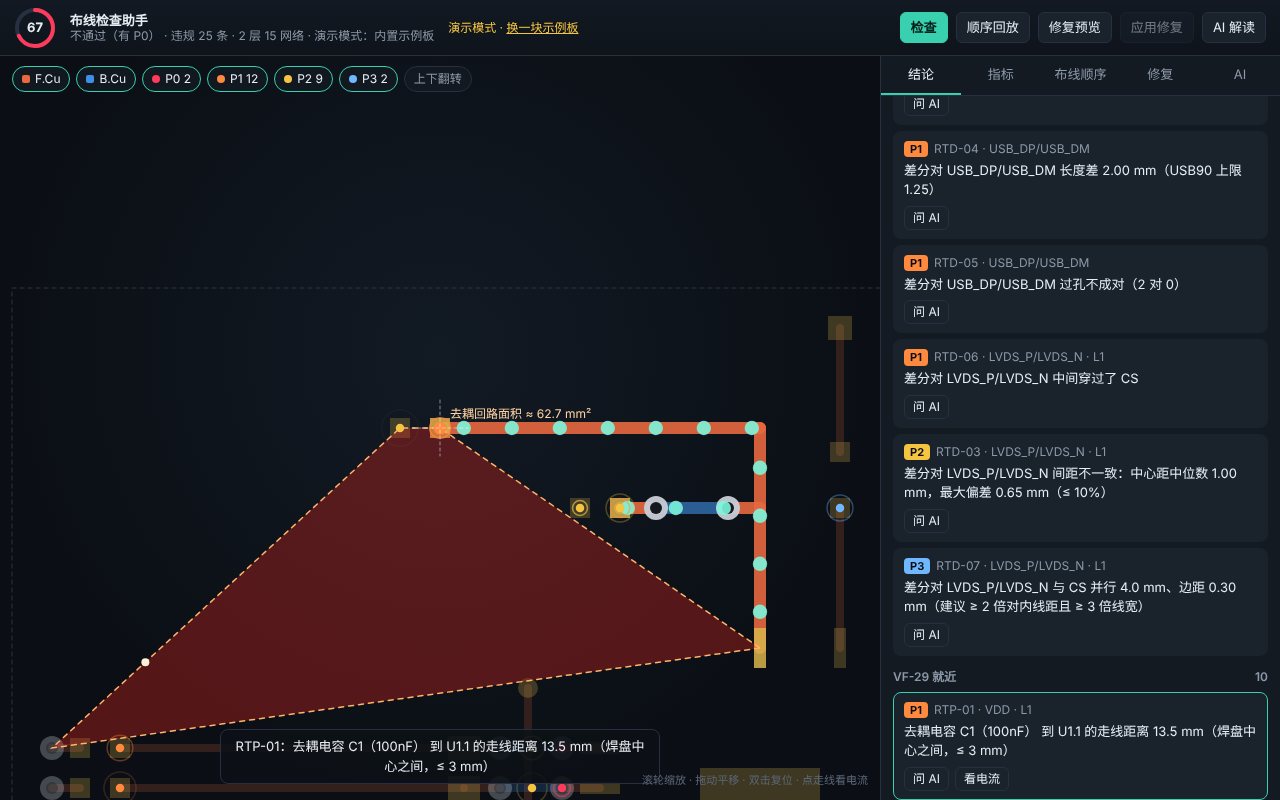 67
布线检查助手
不通过（有 P0） · 违规 25 条 · 2 层 15 网络 · 演示模式：内置示例板
演示模式 · 换一块示例板
检查
顺序回放
修复预览
应用修复
AI 解读
F.Cu
B.Cu
P0 2
P1 12
P2 9
P3 2
上下翻转
结论
指标
布线顺序
修复
AI
问 AI
P1 RTD-04 · USB_DP/USB_DM
差分对 USB_DP/USB_DM 长度差 2.00 mm（USB90 上限
1.25）
问 AI
P1 RTD-05 · USB_DP/USB_DM
差分对 USB_DP/USB_DM 过孔不成对（2 对 0）
问 AI
P1 RTD-06 · LVDS_P/LVDS_N · L1
差分对 LVDS_P/LVDS_N 中间穿过了 CS
问 AI
P2 RTD-03 · LVDS_P/LVDS_N · L1
差分对 LVDS_P/LVDS_N 间距不一致：中心距中位数 1.00
mm，最大偏差 0.65 mm（≤ 10%）
问 AI
P3 RTD-07 · LVDS_P/LVDS_N · L1
差分对 LVDS_P/LVDS_N 与 CS 并行 4.0 mm、边距 0.30
mm（建议 ≥ 2 倍对内线距且 ≥ 3 倍线宽）
问 AI
VF-29 就近 10
P1 RTP-01 · VDD · L1
去耦电容 C1（100nF） 到 U1.1 的走线距离 13.5 mm（焊盘中
心之间，≤ 3 mm）
问 AI
看电流
去耦回路面积 ≈ 62.7 mm²
RTP-01：去耦电容 C1（100nF） 到 U1.1 的走线距离 13.5 mm（焊盘中
心之间，≤ 3 mm）
滚轮缩放 · 拖动平移 · 双击复位 · 点走线看电流